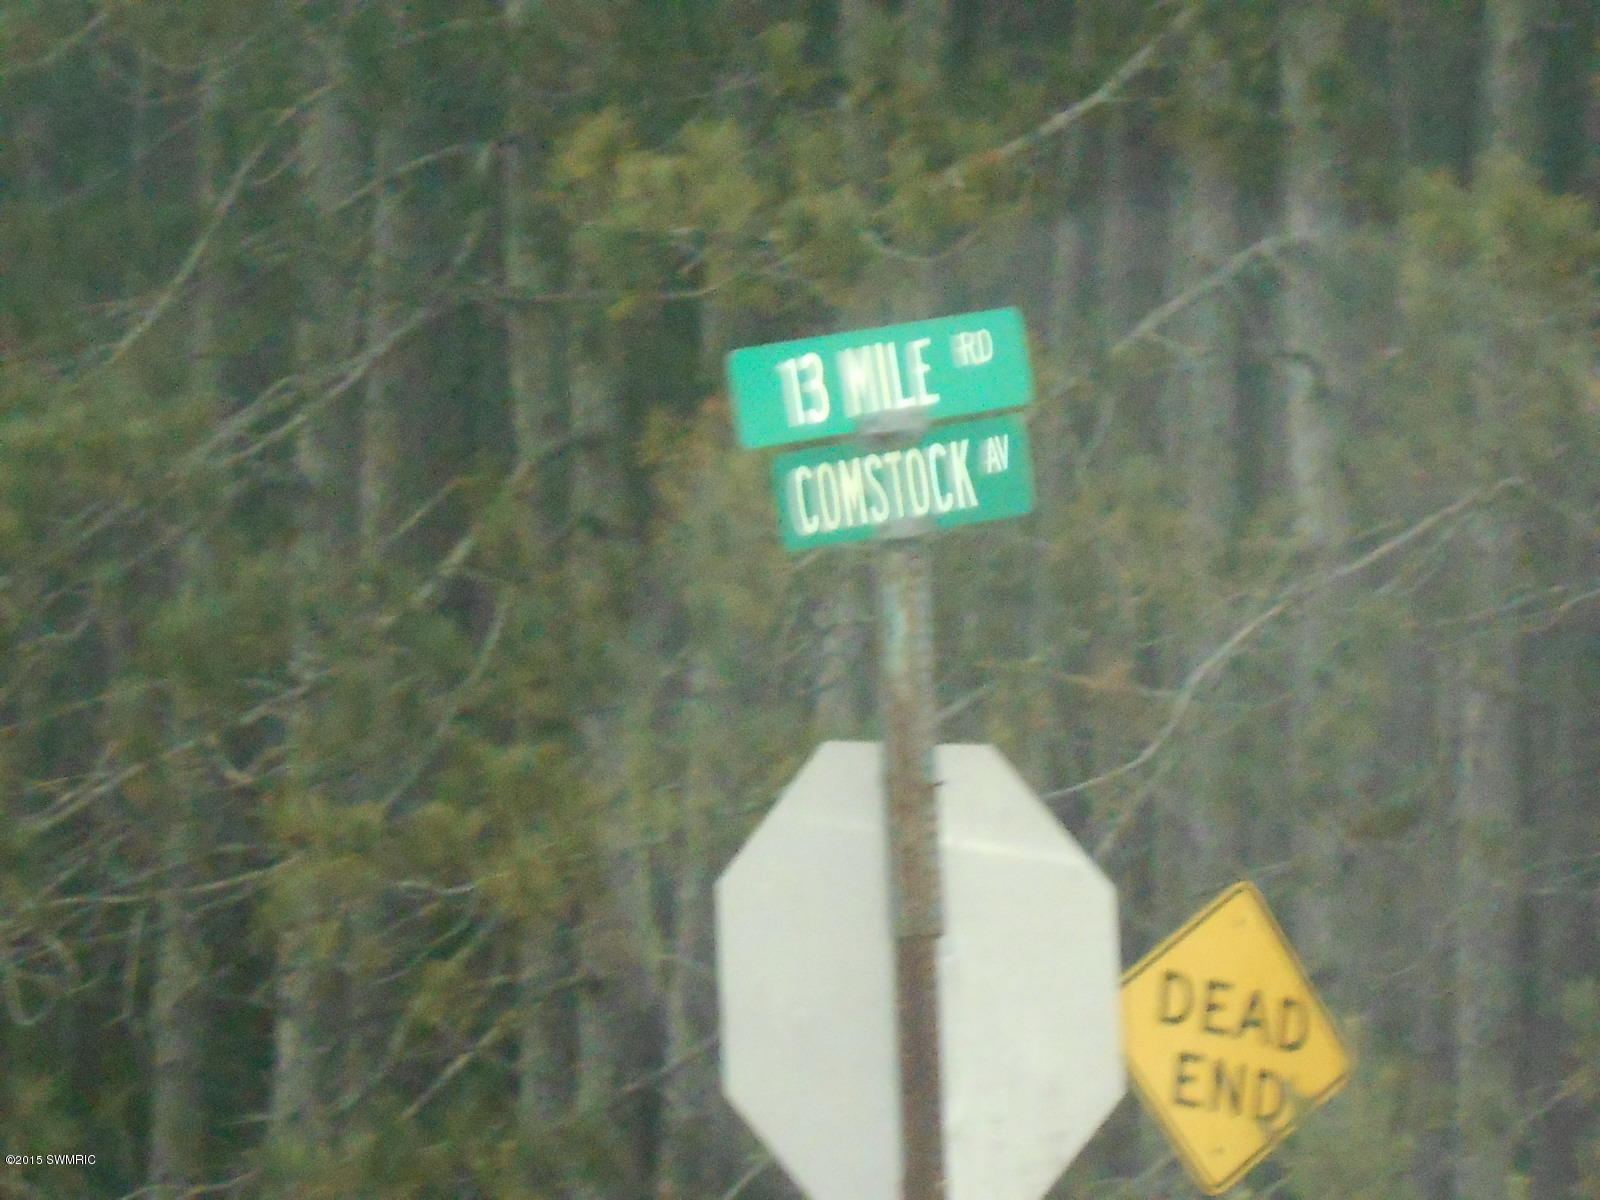 13 MILE RD
COMSTOCK AV
DEAD
END
©2015 SWMRIC